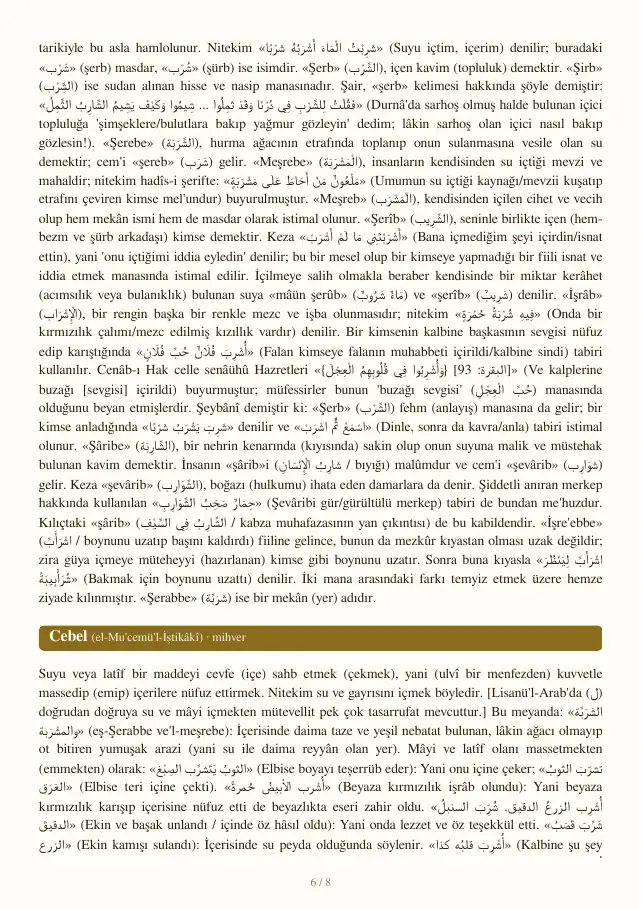 tarikiyle bu asla hamlolunur. Nitekim «شَرِبْتُ الْمَاءَ أَشْرَبُهُ شَرْبًا» (Suyu içtim, içerim) denilir; buradaki
«شَرْب» (şerb) masdar, «شُرْب» (şürb) ise isimdir. «Şerb» (الشَّرْب), içen kavim (topluluk) demektir. «Şirb»
(الشِّرْب) ise sudan alınan hisse ve nasip manasınadır. Şair, «şerb» kelimesi hakkında şöyle demiştir:
«فَقُلْتُ لِلشَّرْبِ فِي دُرْنَا وَقَدْ ثَمِلُوا ... شِيمُوا وَكَيْفَ يَشِيمُ الشَّارِبُ الثَّمِلُ» (Durnâ'da sarhoş olmuş halde bulunan içici
topluluğa 'şimşeklere/bulutlara bakıp yağmur gözleyin' dedim; lâkin sarhoş olan içici nasıl bakıp
gözlesin!). «Şerebe» (الشَّرَبَة), hurma ağacının etrafında toplanıp onun sulanmasına vesile olan su
demektir; cem'i «şereb» (شَرَب) gelir. «Meşrebe» (الْمَشْرَبَة), insanların kendisinden su içtiği mevzi ve
mahaldir; nitekim hadîs-i şerifte: «مَلْعُونٌ مَنْ أَحَاطَ عَلَى مَشْرَبَةٍ» (Umumun su içtiği kaynağı/mevzii kuşatıp
etrafını çeviren kimse mel'undur) buyurulmuştur. «Meşreb» (الْمَشْرَب), kendisinden içilen cihet ve vecih
olup hem mekân ismi hem de masdar olarak istimal olunur. «Şerîb» (الشَّرِيب), seninle birlikte içen (hem-
bezm ve şürb arkadaşı) kimse demektir. Keza «أَشْرَبْتَنِي مَا لَمْ أَشْرَبْ» (Bana içmediğim şeyi içirdin/isnat
ettin), yani 'onu içtiğimi iddia eyledin' denilir; bu bir mesel olup bir kimseye yapmadığı bir fiili isnat ve
iddia etmek manasında istimal edilir. İçilmeye salih olmakla beraber kendisinde bir miktar kerâhet
(acımsılık veya bulanıklık) bulunan suya «mâün şerûb» (مَاءٌ شَرُوبٌ) ve «şerîb» (شَرِيبٌ) denilir. «İşrâb»
(الْإِشْرَاب), bir rengin başka bir renkle mezc ve işba olunmasıdır; nitekim «فِيهِ شُرْبَةُ حُمْرَةٍ» (Onda bir
kırmızılık çalımı/mezc edilmiş kızıllık vardır) denilir. Bir kimsenin kalbine başkasının sevgisi nüfuz
edip karıştığında «أُشْرِبَ فُلَانٌ حُبَّ فُلَانٍ» (Falan kimseye falanın muhabbeti içirildi/kalbine sindi) tabiri
kullanılır. Cenâb-ı Hak celle senâühû Hazretleri «{وَأُشْرِبُوا فِي قُلُوبِهِمُ الْعِجْلَ} [البقرة: 93]» (Ve kalplerine
buzağı [sevgisi] içirildi) buyurmuştur; müfessirler bunun 'buzağı sevgisi' (حُبَّ الْعِجْلِ) manasında
olduğunu beyan etmişlerdir. Şeybânî demiştir ki: «Şerb» (الشَّرْب) fehm (anlayış) manasına da gelir; bir
kimse anladığında «شَرِبَ يَشْرَبُ شَرْبًا» denilir ve «اسْمَعْ ثُمَّ اشْرَبْ» (Dinle, sonra da kavra/anla) tabiri istimal
olunur. «Şâribe» (الشَّارِبَة), bir nehrin kenarında (kıyısında) sakin olup onun suyuna malik ve müstehak
bulunan kavim demektir. İnsanın «şârib»i (شَارِبُ الْإِنْسَانِ / bıyığı) malûmdur ve cem'i «şevârib» (شَوَارِب)
gelir. Keza «şevârib» (الشَّوَارِب), boğazı (hulkumu) ihata eden damarlara da denir. Şiddetli anıran merkep
hakkında kullanılan «حِمَارٌ صَخِبُ الشَّوَارِبِ» (Şevâribi gür/gürültülü merkep) tabiri de bundan me'huzdur.
Kılıçtaki «şârib» (الشَّارِبُ فِي السَّيْفِ / kabza muhafazasının yan çıkıntısı) de bu kabildendir. «İşre'ebbe»
(اشْرَأَبَّ / boynunu uzatıp başını kaldırdı) fiiline gelince, bunun da mezkûr kıyastan olması uzak değildir;
zira güya içmeye müteheyyi (hazırlanan) kimse gibi boynunu uzatır. Sonra buna kıyasla «اشْرَأَبَّ لِيَنْظُرَ
شُرَأْبِيبَةً» (Bakmak için boynunu uzattı) denilir. İki mana arasındaki farkı temyiz etmek üzere hemze
ziyade kılınmıştır. «Şerabbe» (شَرَبَّة) ise bir mekân (yer) adıdır.
Cebel (el-Mu'cemü'l-İştikâkî) · mihver
Suyu veya latîf bir maddeyi cevfe (içe) sahb etmek (çekmek), yani (ulvî bir menfezden) kuvvetle
massedip (emip) içerilere nüfuz ettirmek. Nitekim su ve gayrısını içmek böyledir. [Lisanü'l-Arab'da (ل)
doğrudan doğruya su ve mâyi içmekten mütevellit pek çok tasarrufat mevcuttur.] Bu meyanda: «الشَرَبّة
والمشربة» (eş-Şerabbe ve'l-meşrebe): İçerisinde daima taze ve yeşil nebatat bulunan, lâkin ağacı olmayıp
ot bitiren yumuşak arazi (yani su ile daima reyyân olan yer). Mâyi ve latîf olanı massetmekten
(emmekten) olarak: «الثوبُ يَتَشرَّب الصِبْغ» (Elbise boyayı teşerrüb eder): Yani onu içine çeker; «تشرَبَ الثوبُ
العَرَق» (Elbise teri içine çekti). «أُشرِب الأبيضُ حُمرةً» (Beyaza kırmızılık işrâb olundu): Yani beyaza
kırmızılık karışıp içerisine nüfuz etti de beyazlıkta eseri zahir oldu. «أُشرِب الزرعُ الدقيق. شُرّبَ السنبلُ
الدقيقَ» (Ekin ve başak unlandı / içinde öz hâsıl oldu): Yani onda lezzet ve öz teşekkül etti. «شَرَّبَ قصَبُ
الزرع» (Ekin kamışı sulandı): İçerisinde su peyda olduğunda söylenir. «أُشرِبَ قلبُه كذا» (Kalbine şu şey
6 / 8